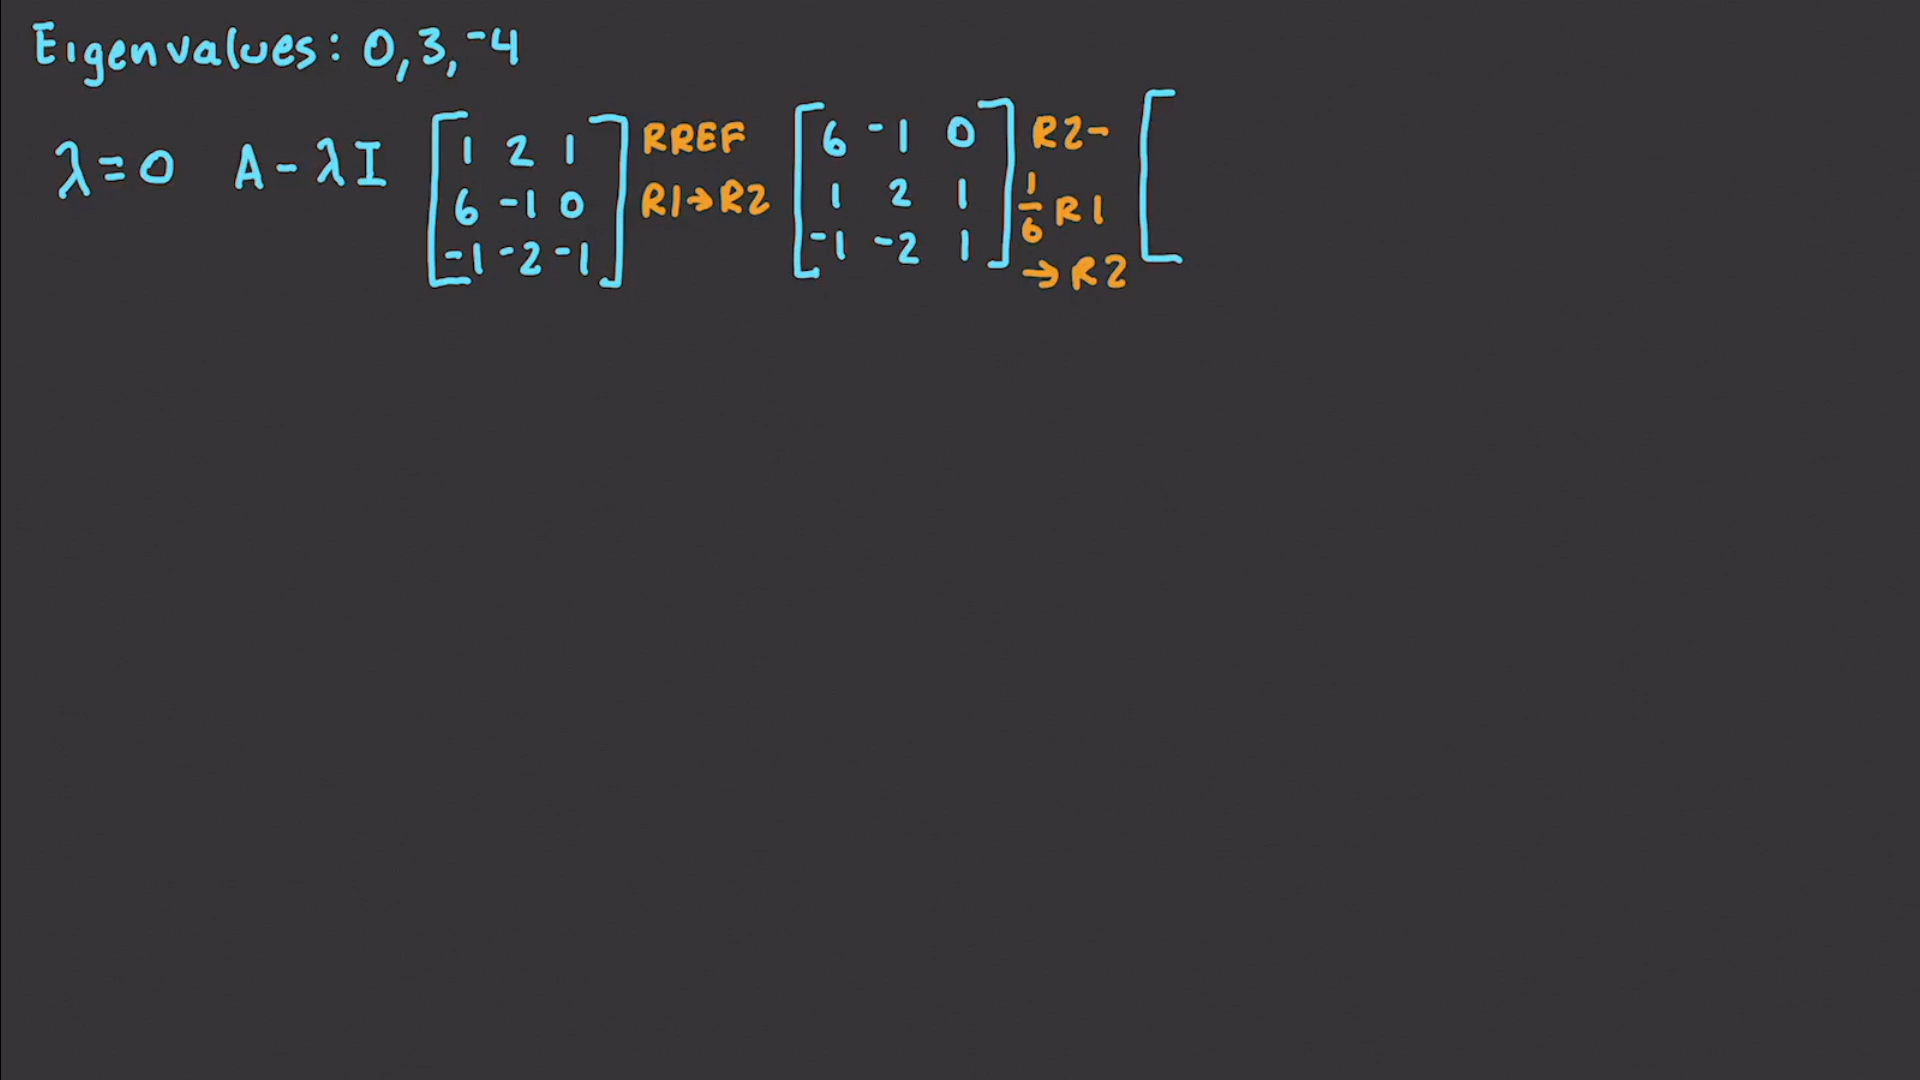 Eigenvalues: 0, 3, -4
λ=0 A-λI [1 2 1] RREF [6 -1 0] R2- [
[6 -1 0] R1→R2 [1 2 1] 1/6 R1
[-1 -2 -1] [-1 -2 1] →R2